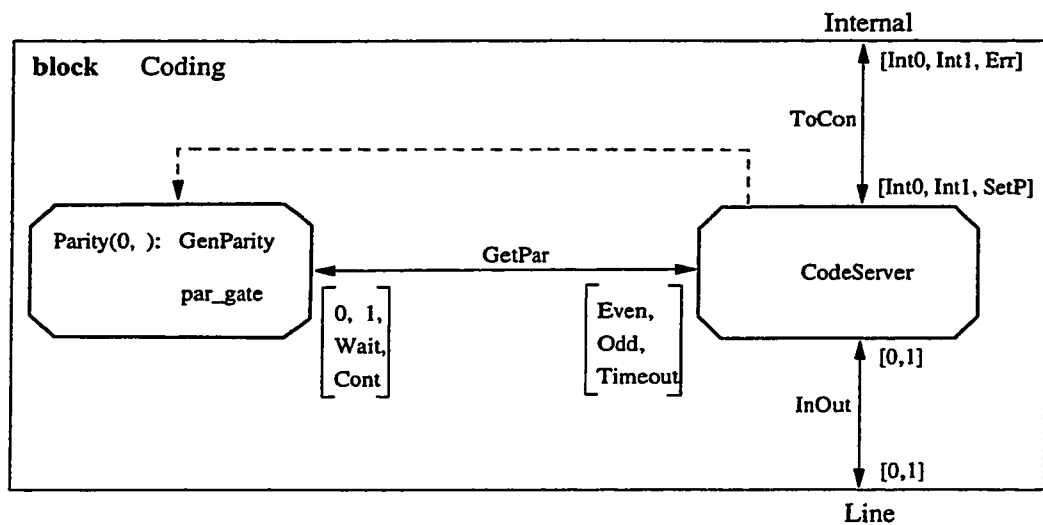 Internal
block Coding
[Int0, Int1, Err]
ToCon
[Int0, Int1, SetP]
Parity(0, ): GenParity
par_gate
GetPar
CodeServer
0, 1,
Wait,
Cont
Even,
Odd,
Timeout
[0,1]
InOut
[0,1]
Line